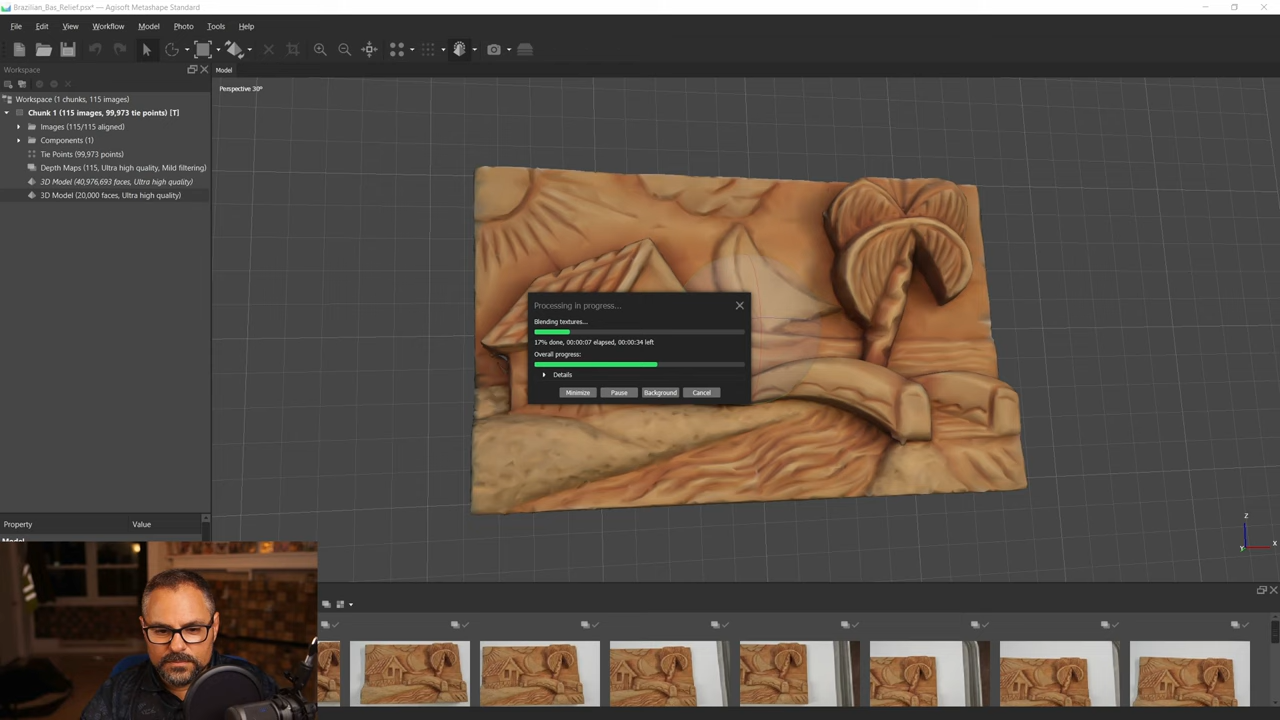 Brazilian_Bas_Relief.psx* — Agisoft Metashape Standard
File Edit View Workflow Model Photo Tools Help
Workspace
Model
Perspective 30°
Workspace (1 chunks, 115 images)
Chunk 1 (115 images, 99,973 tie points) [T]
Images (115/115 aligned)
Components (1)
Tie Points (99,973 points)
Depth Maps (115, Ultra high quality, Mild filtering)
3D Model (40,976,693 faces, Ultra high quality)
3D Model (20,000 faces, Ultra high quality)
Processing in progress...
Blending textures...
17% done, 00:00:07 elapsed, 00:00:34 left
Overall progress:
Details
Minimize Pause Background Cancel
Property Value
Model
Z
X
Y